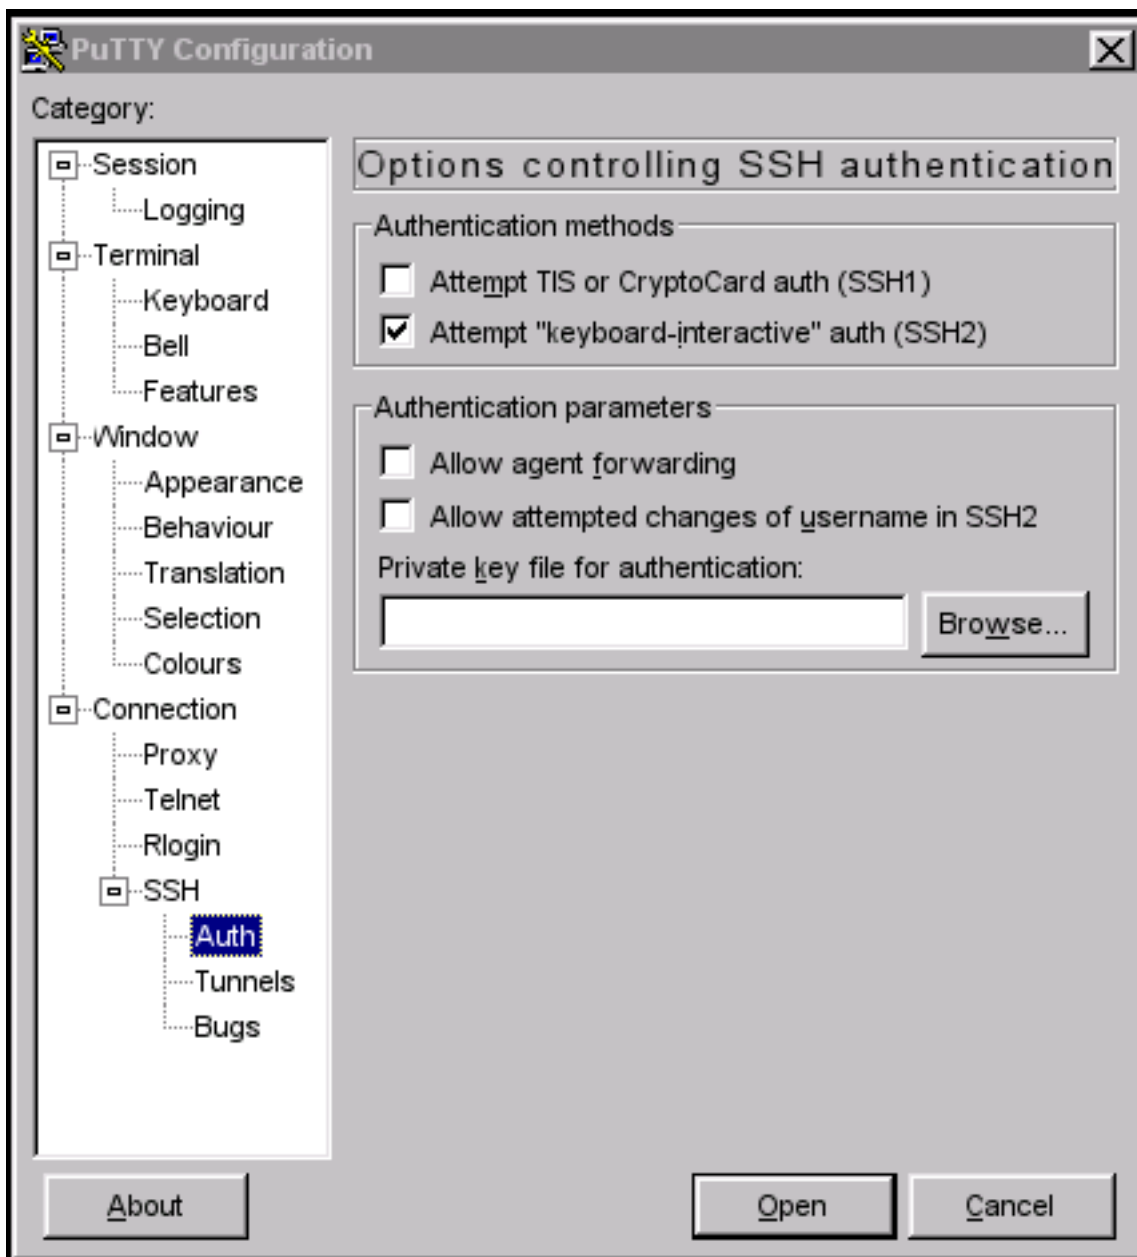 PuTTY Configuration
Category:
Session
Logging
Terminal
Keyboard
Bell
Features
Window
Appearance
Behaviour
Translation
Selection
Colours
Connection
Proxy
Telnet
Rlogin
SSH
Auth
Tunnels
Bugs
Options controlling SSH authentication
Authentication methods
Attempt TIS or CryptoCard auth (SSH1)
Attempt "keyboard-interactive" auth (SSH2)
Authentication parameters
Allow agent forwarding
Allow attempted changes of username in SSH2
Private key file for authentication:
Browse...
About
Open
Cancel